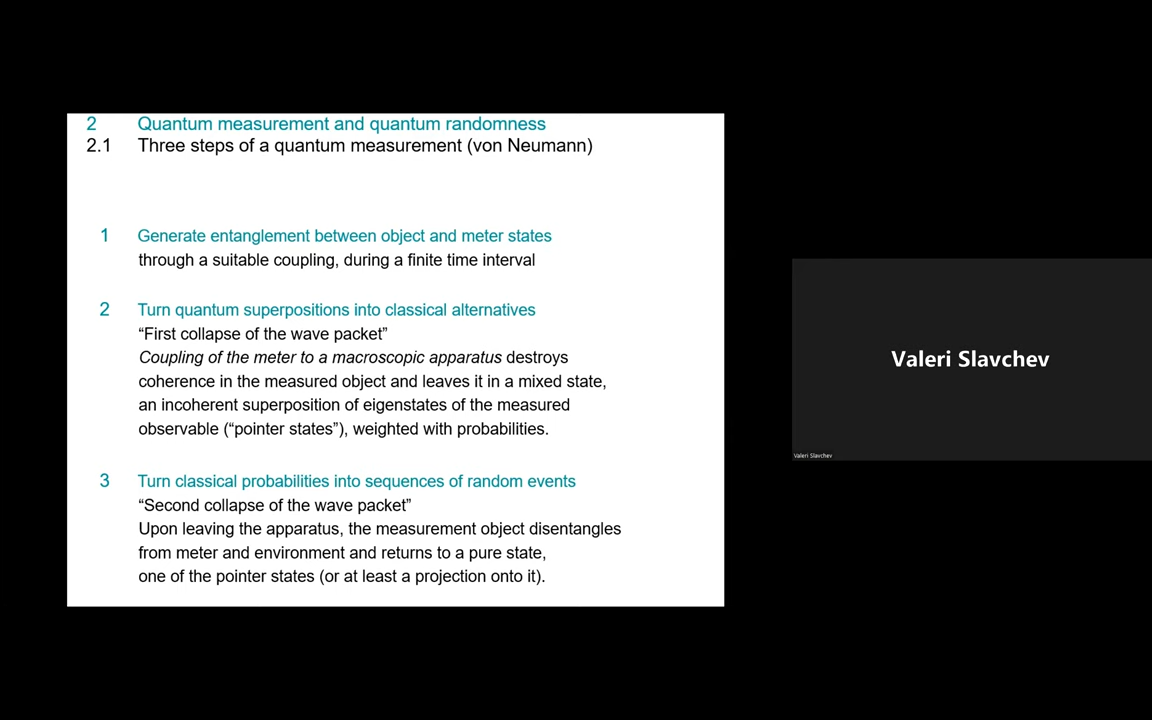 2 Quantum measurement and quantum randomness
2.1 Three steps of a quantum measurement (von Neumann)
1 Generate entanglement between object and meter states
through a suitable coupling, during a finite time interval
2 Turn quantum superpositions into classical alternatives
“First collapse of the wave packet”
Coupling of the meter to a macroscopic apparatus destroys
coherence in the measured object and leaves it in a mixed state,
an incoherent superposition of eigenstates of the measured
observable (“pointer states”), weighted with probabilities.
3 Turn classical probabilities into sequences of random events
“Second collapse of the wave packet”
Upon leaving the apparatus, the measurement object disentangles
from meter and environment and returns to a pure state,
one of the pointer states (or at least a projection onto it).
Valeri Slavchev
Valeri Slavchev